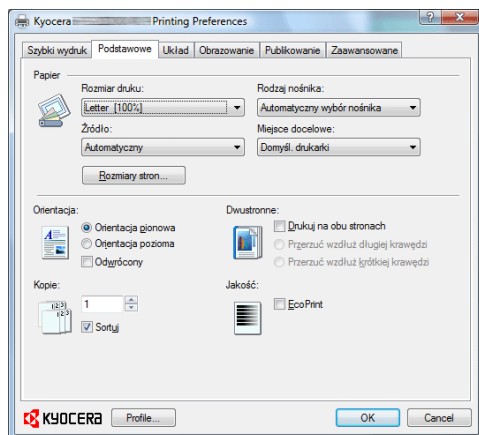 Kyocera Printing Preferences
Szybki wydruk Podstawowe Układ Obrazowanie Publikowanie Zaawansowane
Papier
Rozmiar druku: Rodzaj nośnika:
Letter [100%] Automatyczny wybór nośnika
Źródło: Miejsce docelowe:
Automatyczny Domyśl. drukarki
Rozmiary stron...
Orientacja: Dwustronne:
Orientacja pionowa Drukuj na obu stronach
Orientacja pozioma Przerzuć wzdłuż długiej krawędzi
Odwrócony Przerzuć wzdłuż krótkiej krawędzi
Kopie: Jakość:
1 EcoPrint
Sortuj
KYOCERA Profile... OK Cancel